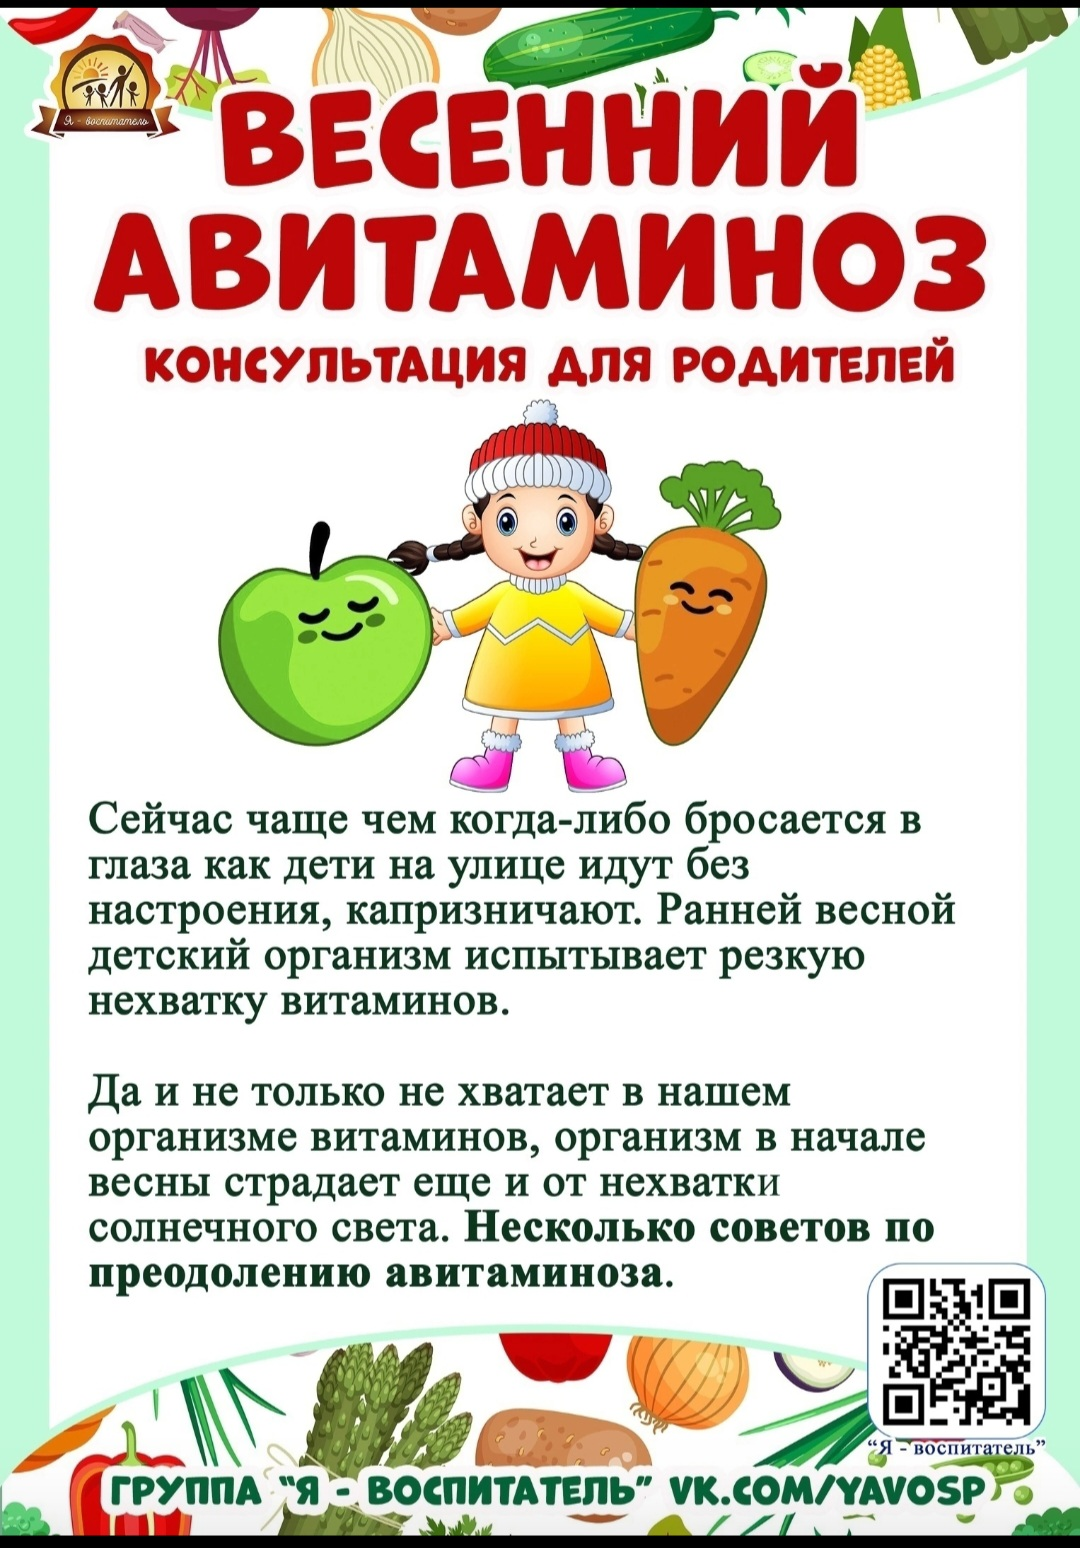 Я - воспитатель
ВЕСЕННИЙ
АВИТАМИНОЗ
КОНСУЛЬТАЦИЯ ДЛЯ РОДИТЕЛЕЙ
Сейчас чаще чем когда-либо бросается в
глаза как дети на улице идут без
настроения, капризничают. Ранней весной
детский организм испытывает резкую
нехватку витаминов.
Да и не только не хватает в нашем
организме витаминов, организм в начале
весны страдает еще и от нехватки
солнечного света. Несколько советов по
преодолению авитаминоза.
“Я - воспитатель”
ГРУППА “Я - ВОСПИТАТЕЛЬ” VK.COM/YAVOSP